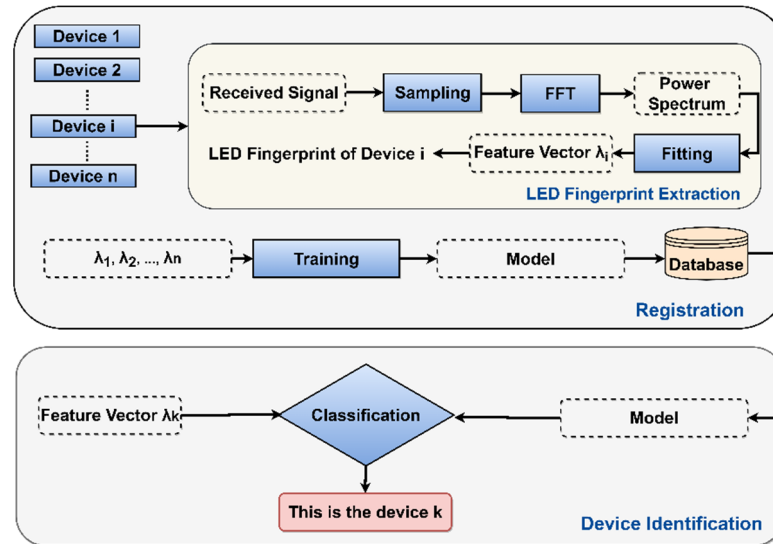 Device 1
Device 2
Device i
Device n
Received Signal
Sampling
FFT
Power
Spectrum
LED Fingerprint of Device i
Feature Vector λi
Fitting
LED Fingerprint Extraction
λ1, λ2, ..., λn
Training
Model
Database
Registration
Feature Vector λk
Classification
Model
This is the device k
Device Identification